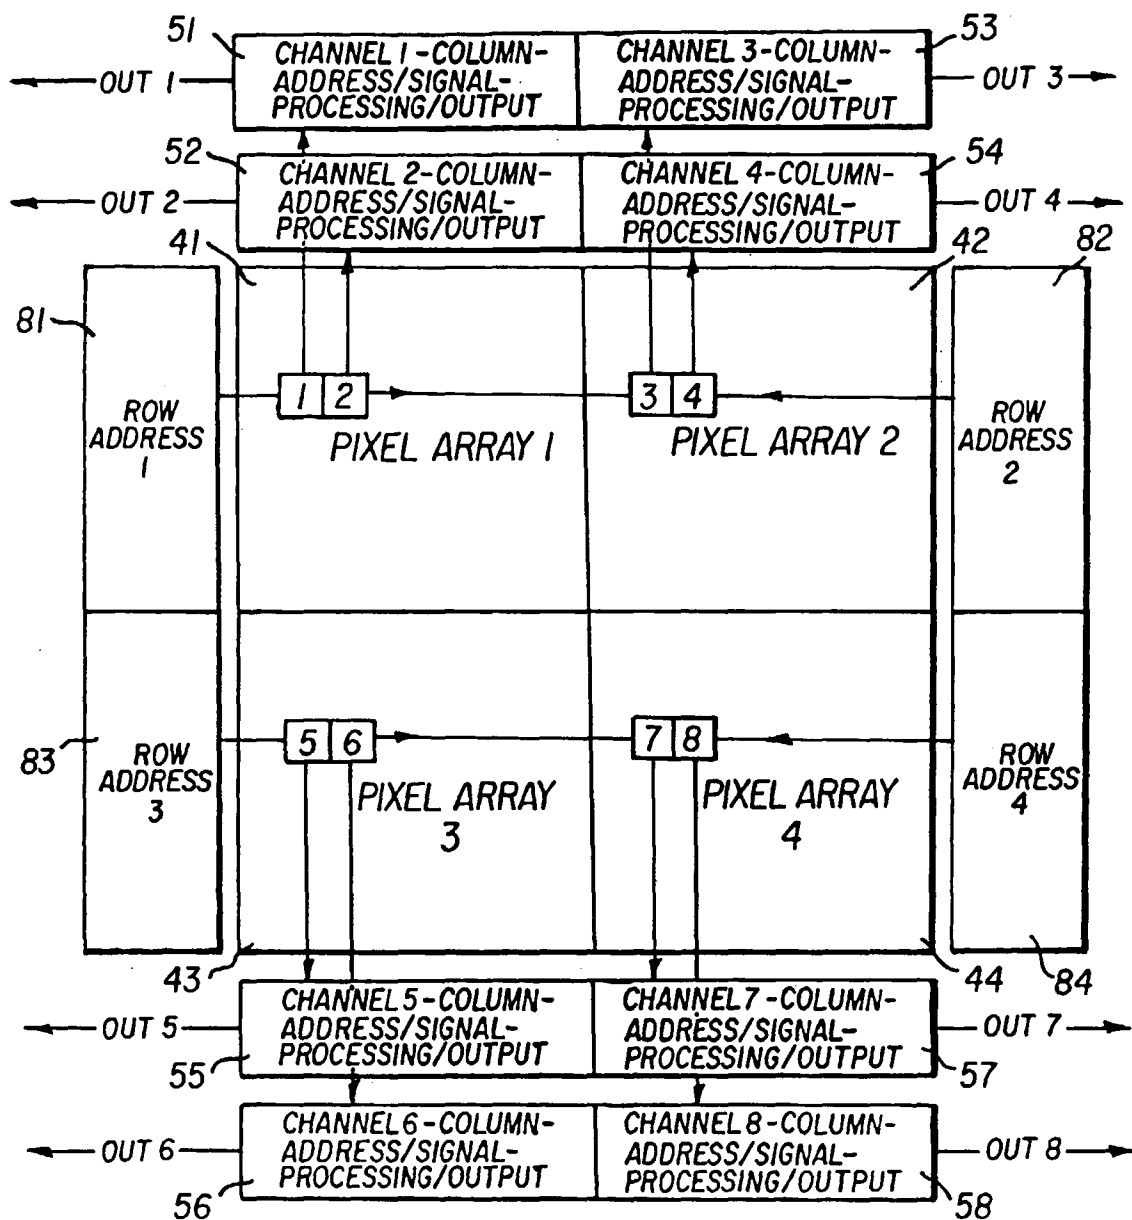 51
53
CHANNEL 1-COLUMN-
ADDRESS/SIGNAL-
PROCESSING/OUTPUT
CHANNEL 3-COLUMN-
ADDRESS/SIGNAL-
PROCESSING/OUTPUT
OUT 1
OUT 3
52
54
CHANNEL 2-COLUMN-
ADDRESS/SIGNAL-
PROCESSING/OUTPUT
CHANNEL 4-COLUMN-
ADDRESS/SIGNAL-
PROCESSING/OUTPUT
OUT 2
OUT 4
41
42
82
81
ROW
ADDRESS
1
1 2
PIXEL ARRAY 1
3 4
PIXEL ARRAY 2
ROW
ADDRESS
2
83
ROW
ADDRESS
3
5 6
PIXEL ARRAY
3
7 8
PIXEL ARRAY
4
ROW
ADDRESS
4
43
44
84
CHANNEL 5-COLUMN-
ADDRESS/SIGNAL-
PROCESSING/OUTPUT
CHANNEL 7-COLUMN-
ADDRESS/SIGNAL-
PROCESSING/OUTPUT
OUT 5
OUT 7
55
57
CHANNEL 6-COLUMN-
ADDRESS/SIGNAL-
PROCESSING/OUTPUT
CHANNEL 8-COLUMN-
ADDRESS/SIGNAL-
PROCESSING/OUTPUT
OUT 6
OUT 8
56
58